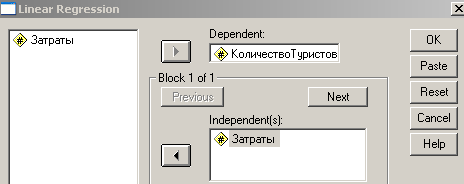 Linear Regression
Затраты
Dependent:
КоличествоТуристов
Block 1 of 1
Previous
Next
Independent(s):
Затраты
OK
Paste
Reset
Cancel
Help